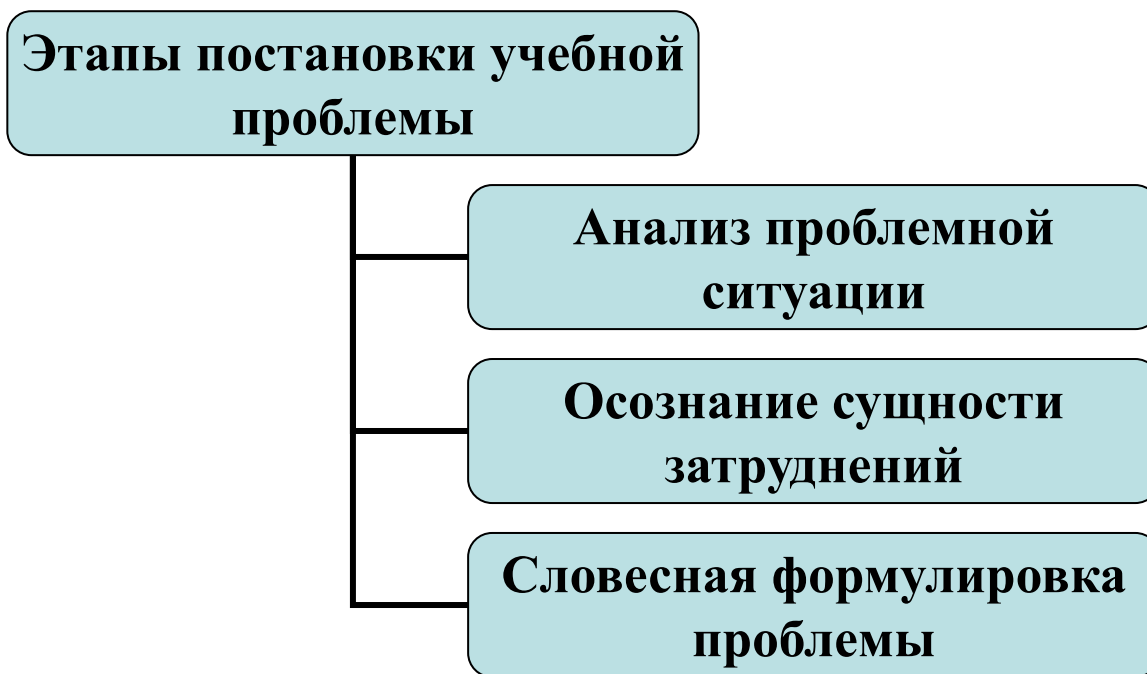 Этапы постановки учебной
проблемы
Анализ проблемной
ситуации
Осознание сущности
затруднений
Словесная формулировка
проблемы